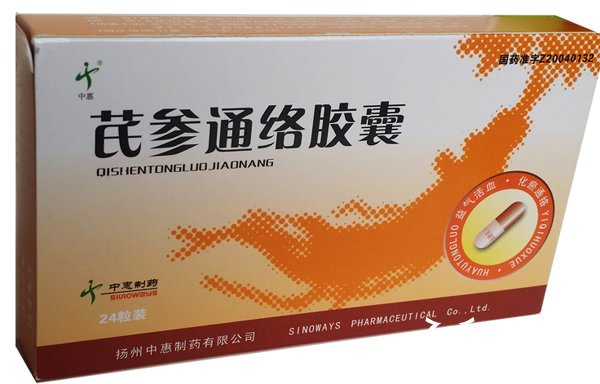 国药准字Z20040132
中惠
芪参通络胶囊
QISHENTONGLUOJIAONANG
益气活血·化瘀通络
YIQIHUOXUE·HUAYUTONGLUO
中惠制药
SINOWAYS
24粒装
扬州中惠制药有限公司
SINOWAYS PHARMACEUTICAL Co.,Ltd.